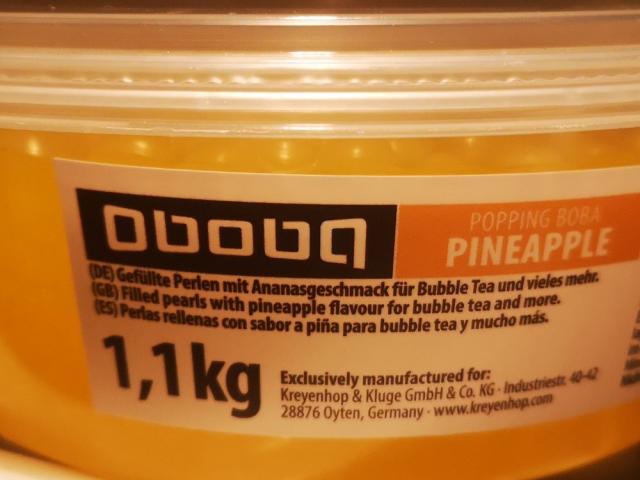 oboba
POPPING BOBA
PINEAPPLE
(DE) Gefüllte Perlen mit Ananasgeschmack für Bubble Tea und vieles mehr.
(GB) Filled pearls with pineapple flavour for bubble tea and more.
(ES) Perlas rellenas con sabor a piña para bubble tea y mucho más.
1,1kg
Exclusively manufactured for:
Kreyenhop & Kluge GmbH & Co. KG · Industriestr. 40-42
28876 Oyten, Germany · www.kreyenhop.com